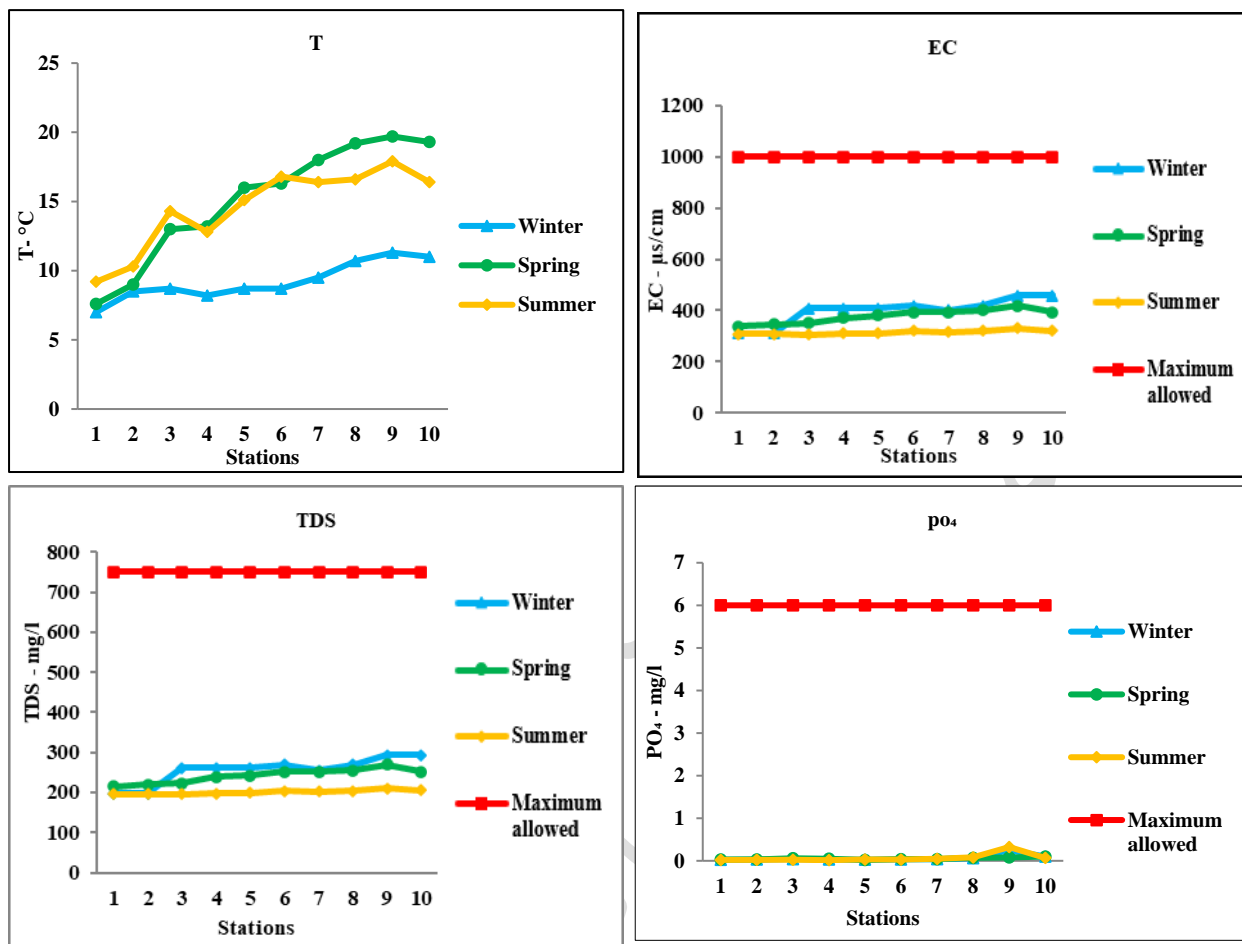 T
25
20
15
10
5
0
T- °C
1 2 3 4 5 6 7 8 9 10
Stations
Winter
Spring
Summer
EC
1200
1000
800
600
400
200
0
EC - µs/cm
1 2 3 4 5 6 7 8 9 10
Stations
Winter
Spring
Summer
Maximum
allowed
TDS
800
700
600
500
400
300
200
100
0
TDS - mg/l
1 2 3 4 5 6 7 8 9 10
Stations
Winter
Spring
Summer
Maximum
allowed
po₄
7
6
5
4
3
2
1
0
PO₄ - mg/l
1 2 3 4 5 6 7 8 9 10
Stations
Winter
Spring
Summer
Maximum
allowed